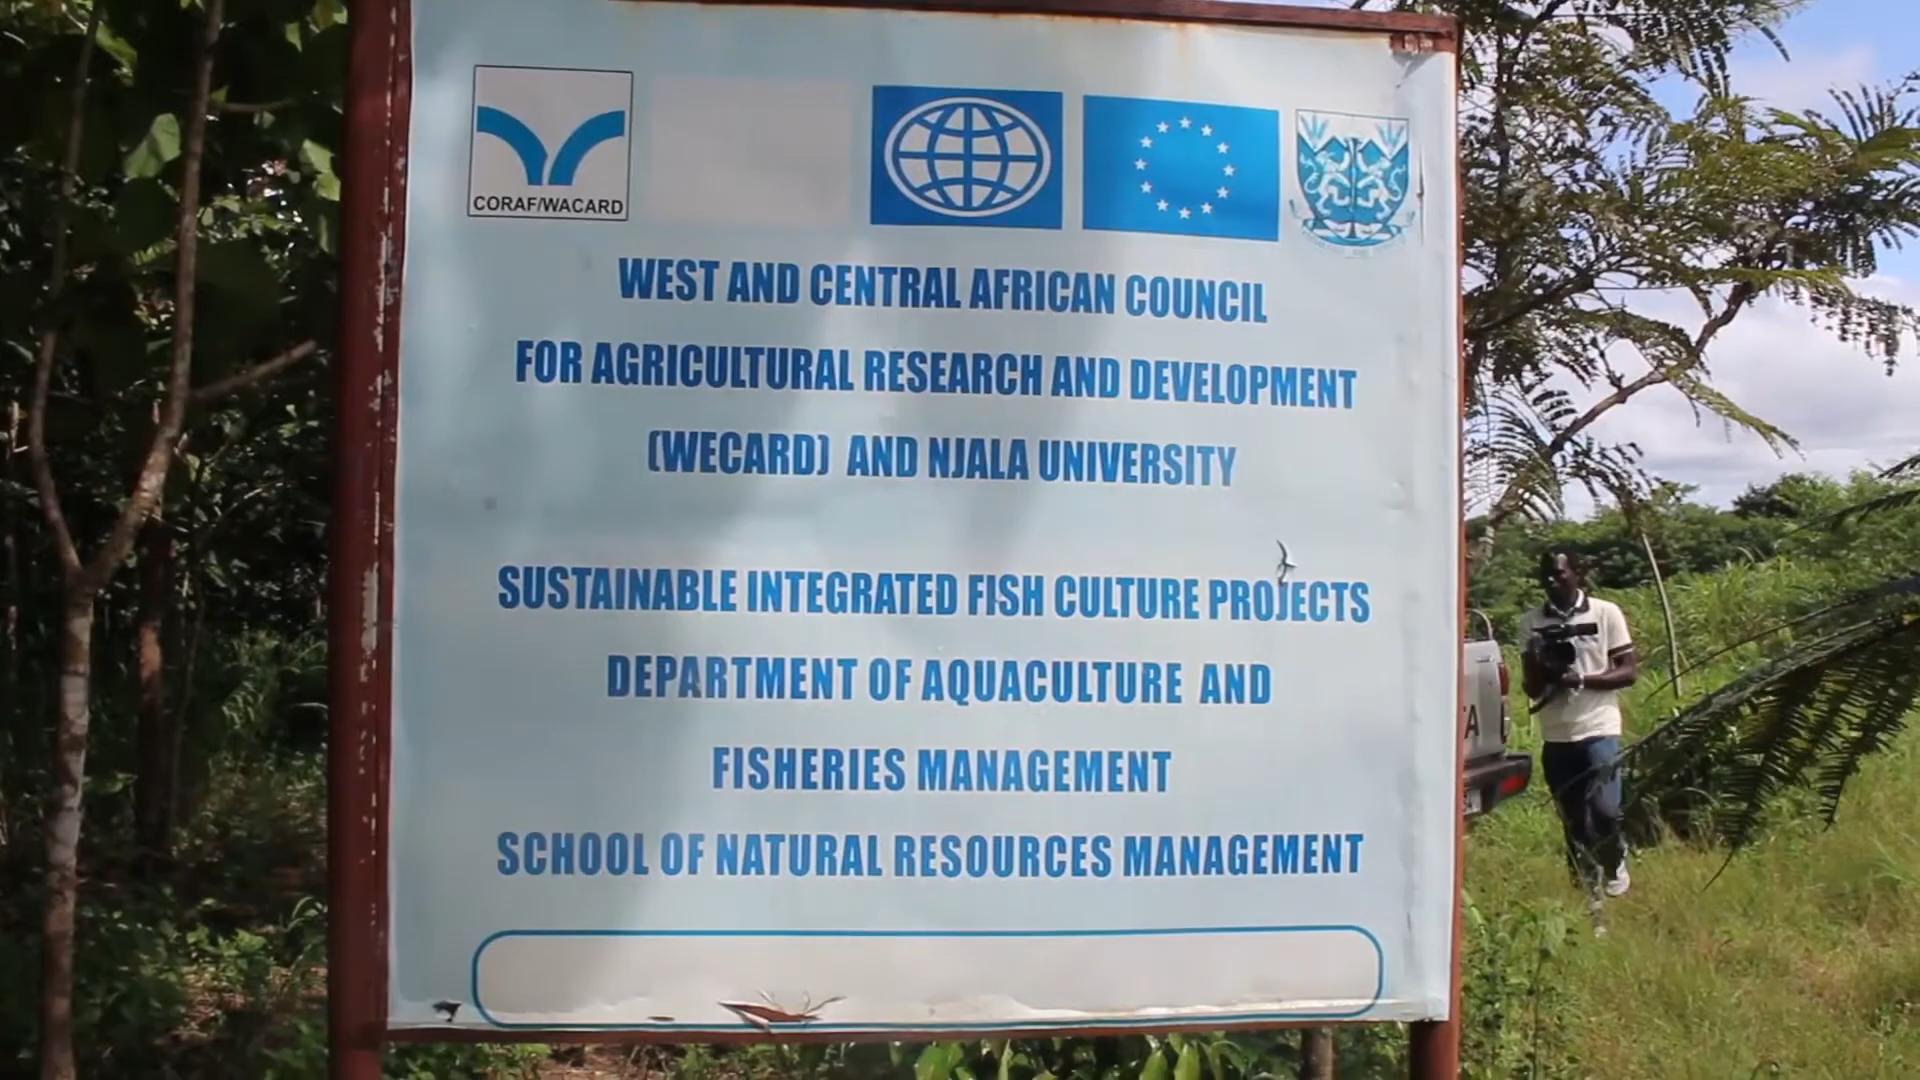 CORAF/WACARD
WEST AND CENTRAL AFRICAN COUNCIL
FOR AGRICULTURAL RESEARCH AND DEVELOPMENT
(WECARD) AND NJALA UNIVERSITY
SUSTAINABLE INTEGRATED FISH CULTURE PROJECTS
DEPARTMENT OF AQUACULTURE AND
FISHERIES MANAGEMENT
SCHOOL OF NATURAL RESOURCES MANAGEMENT